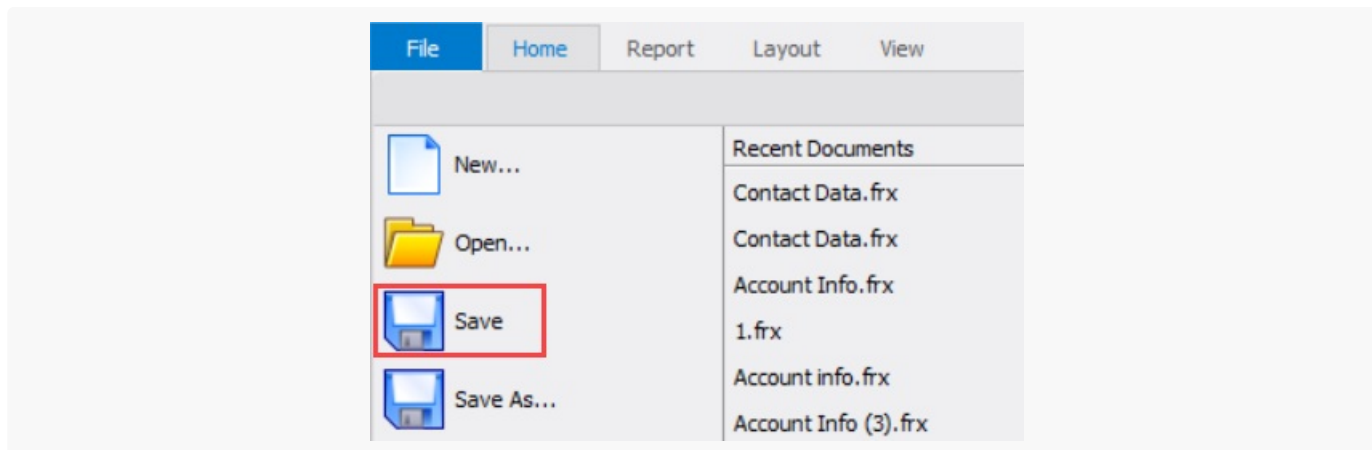 File Home Report Layout View
New...
Open...
Save
Save As...
Recent Documents
Contact Data.frx
Contact Data.frx
Account Info.frx
1.frx
Account info.frx
Account Info (3).frx